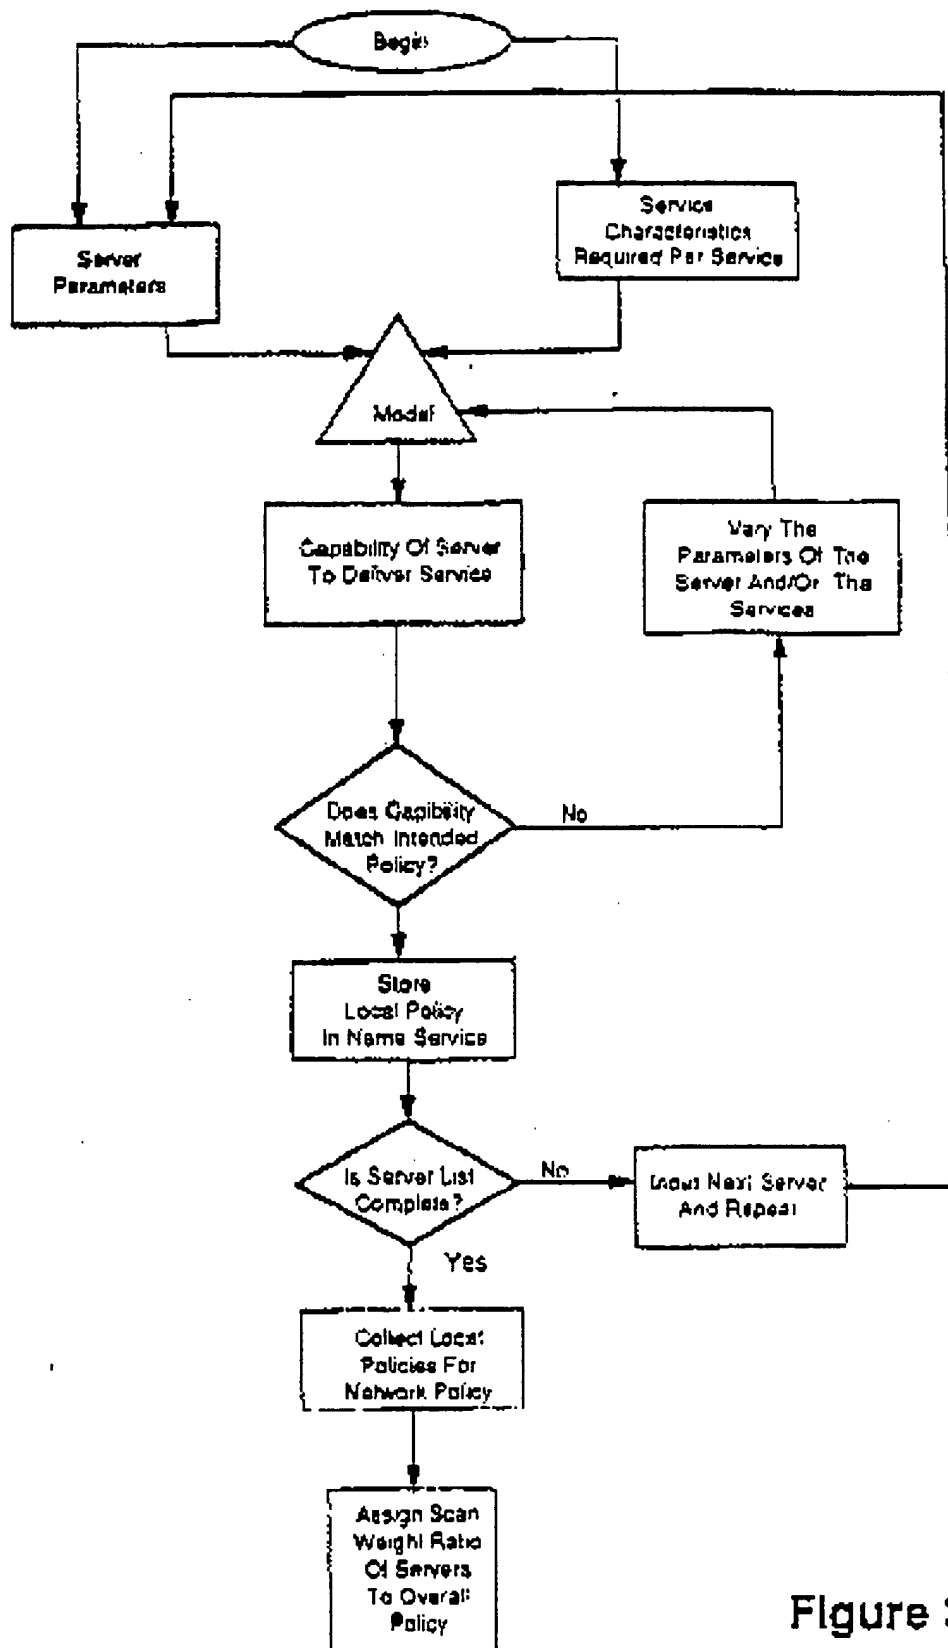 Begin
Service
Characteristics
Required Per Service
Server
Parameters
Model
Capability Of Server
To Deliver Service
Vary The
Parameters Of The
Server And/Or The
Services
Does Capibility
Match Intended
Policy?
No
Store
Local Policy
In Name Service
Is Server List
Complete?
No
Input Next Server
And Repeat
Yes
Collect Local
Policies For
Network Policy
Assign Scan
Weight Ratio
Of Servers
To Overall
Policy
Figure